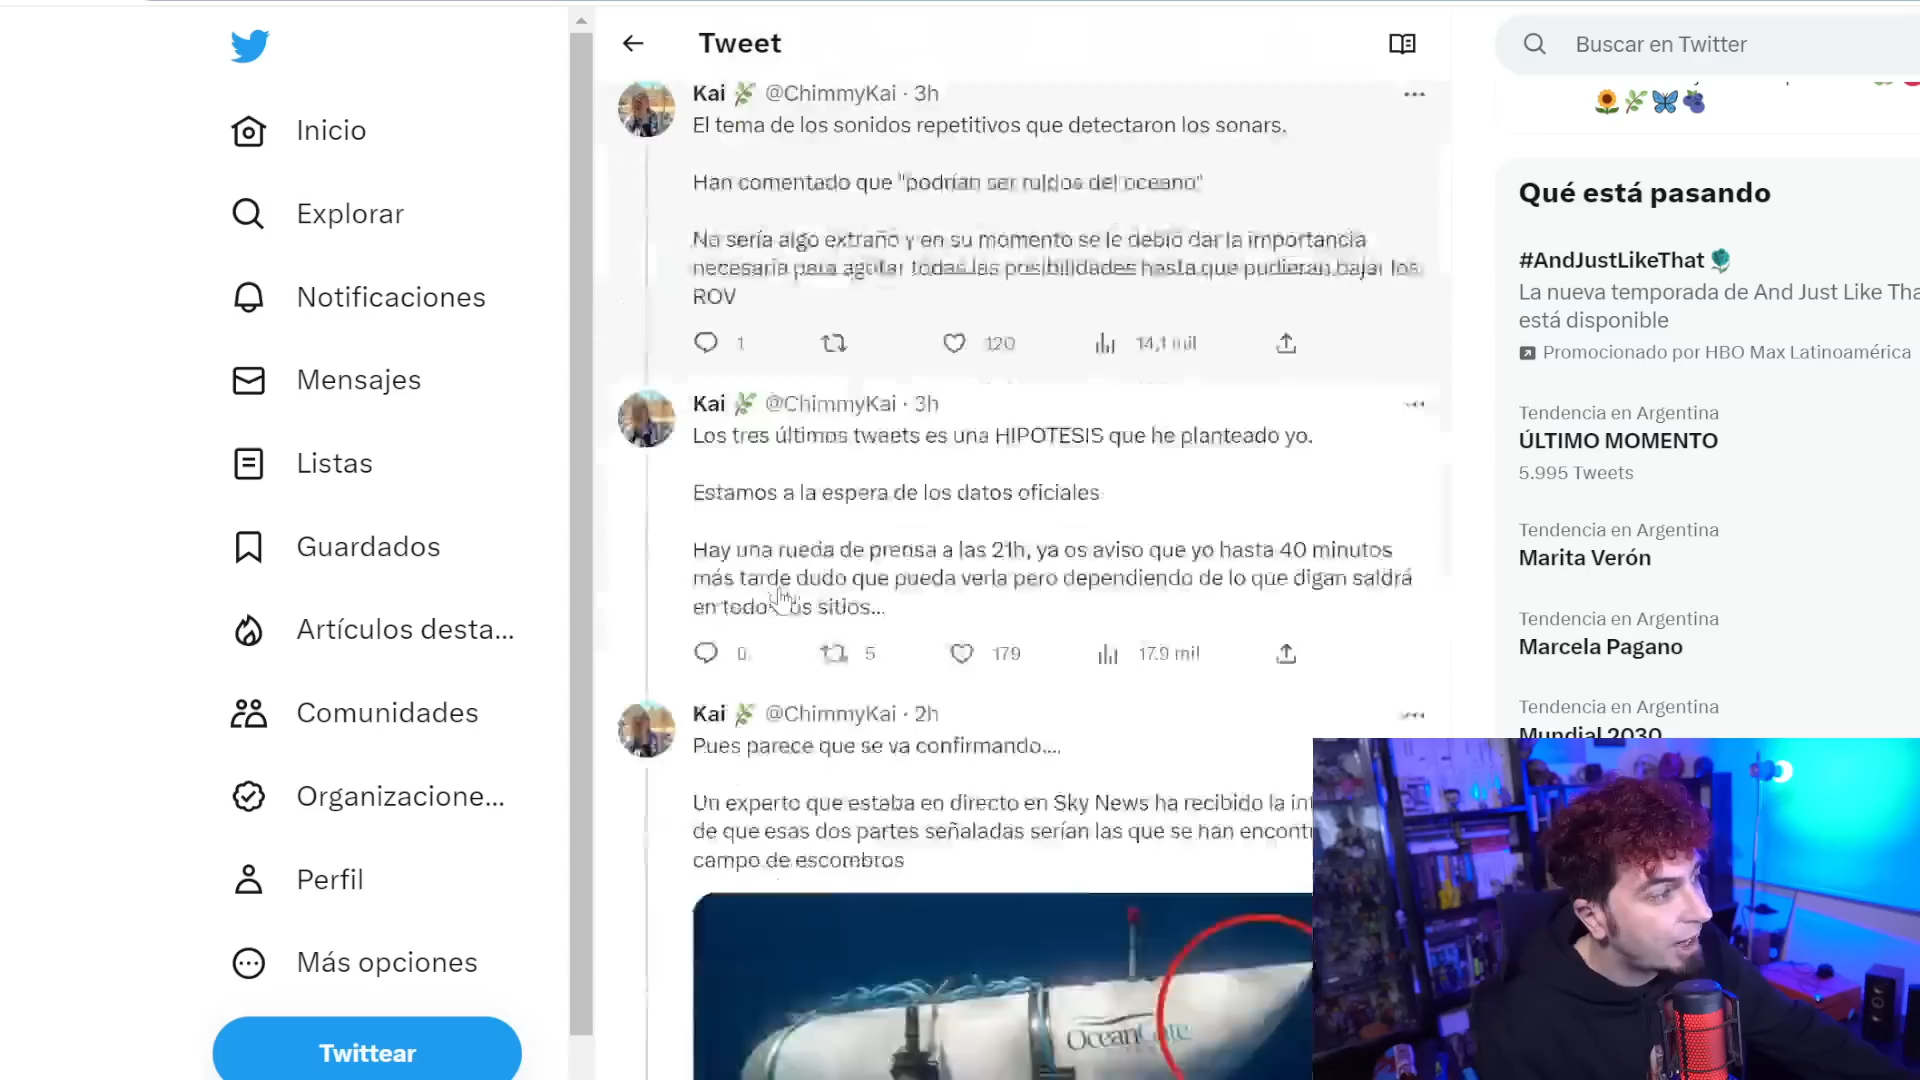 Inicio
Explorar
Notificaciones
Mensajes
Listas
Guardados
Artículos desta...
Comunidades
Organizacione...
Perfil
Más opciones
Twittear
Tweet
Kai @ChimmyKai · 3h
El tema de los sonidos repetitivos que detectaron los sonars.
Han comentado que "podrían ser ruidos del oceano"
No sería algo extraño y en su momento se le debió dar la importancia
necesaria para agotar todas las posibilidades hasta que pudieran bajar los
ROV
1 120 14,1 mil
Kai @ChimmyKai · 3h
Los tres últimos tweets es una HIPOTESIS que he planteado yo.
Estamos a la espera de los datos oficiales
Hay una rueda de prensa a las 21h, ya os aviso que yo hasta 40 minutos
más tarde dudo que pueda verla pero dependiendo de lo que digan saldrá
en todos los sitios...
0 5 179 17,9 mil
Kai @ChimmyKai · 2h
Pues parece que se va confirmando....
Un experto que estaba en directo en Sky News ha recibido la
de que esas dos partes señaladas serían las que se han
campo de escombros
OceanGate
Buscar en Twitter
Qué está pasando
#AndJustLikeThat
La nueva temporada de And Just Like Tha
está disponible
Promocionado por HBO Max Latinoamérica
Tendencia en Argentina
ÚLTIMO MOMENTO
5.995 Tweets
Tendencia en Argentina
Marita Verón
Tendencia en Argentina
Marcela Pagano
Tendencia en Argentina
Mundial 2030